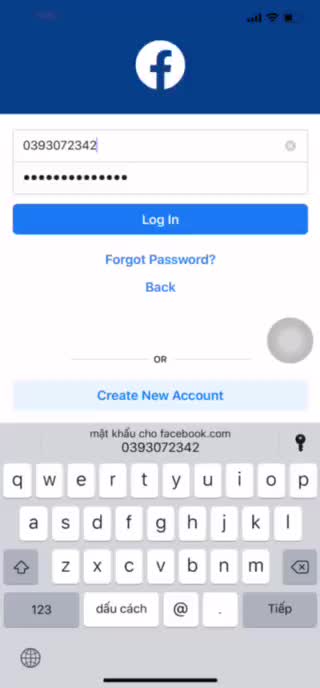 0393072342
••••••••••••••
Log In
Forgot Password?
Back
OR
Create New Account
mật khẩu cho facebook.com
0393072342
q w e r t y u i o p
a s d f g h j k l
z x c v b n m
123 dấu cách @ . Tiếp